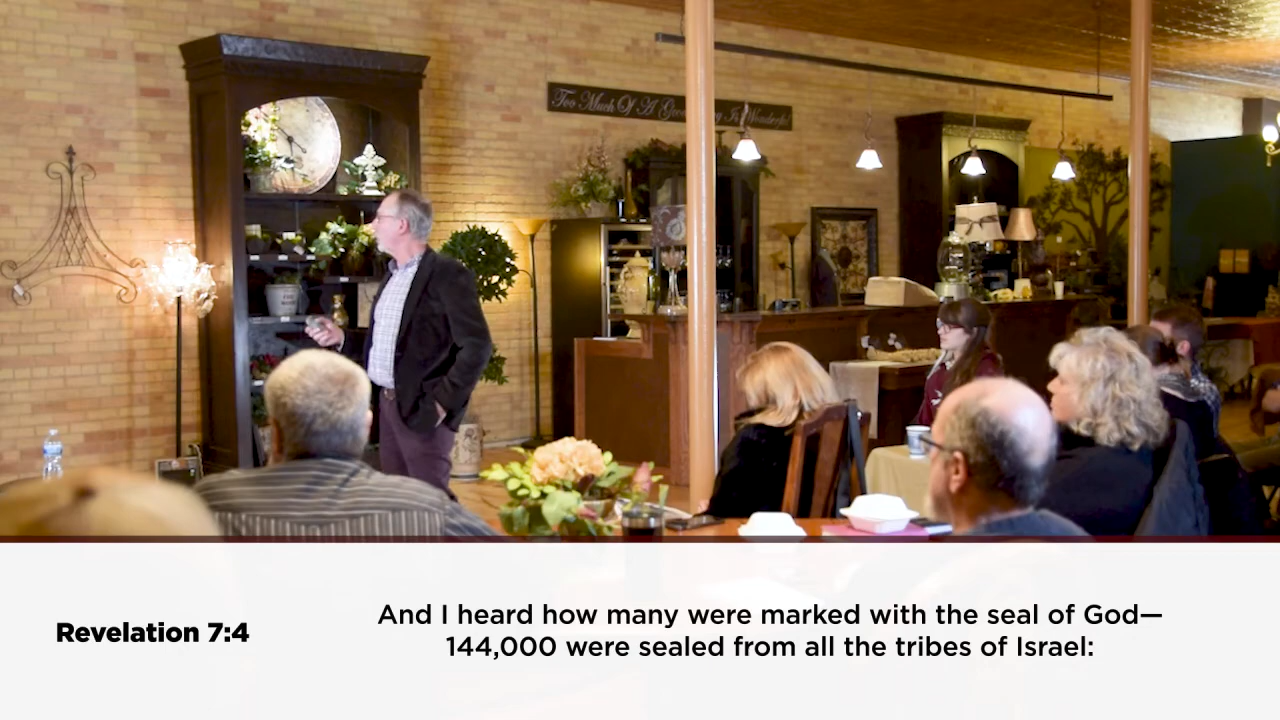 Too Much Of A Good Is Wonderful
Revelation 7:4
And I heard how many were marked with the seal of God—
144,000 were sealed from all the tribes of Israel: